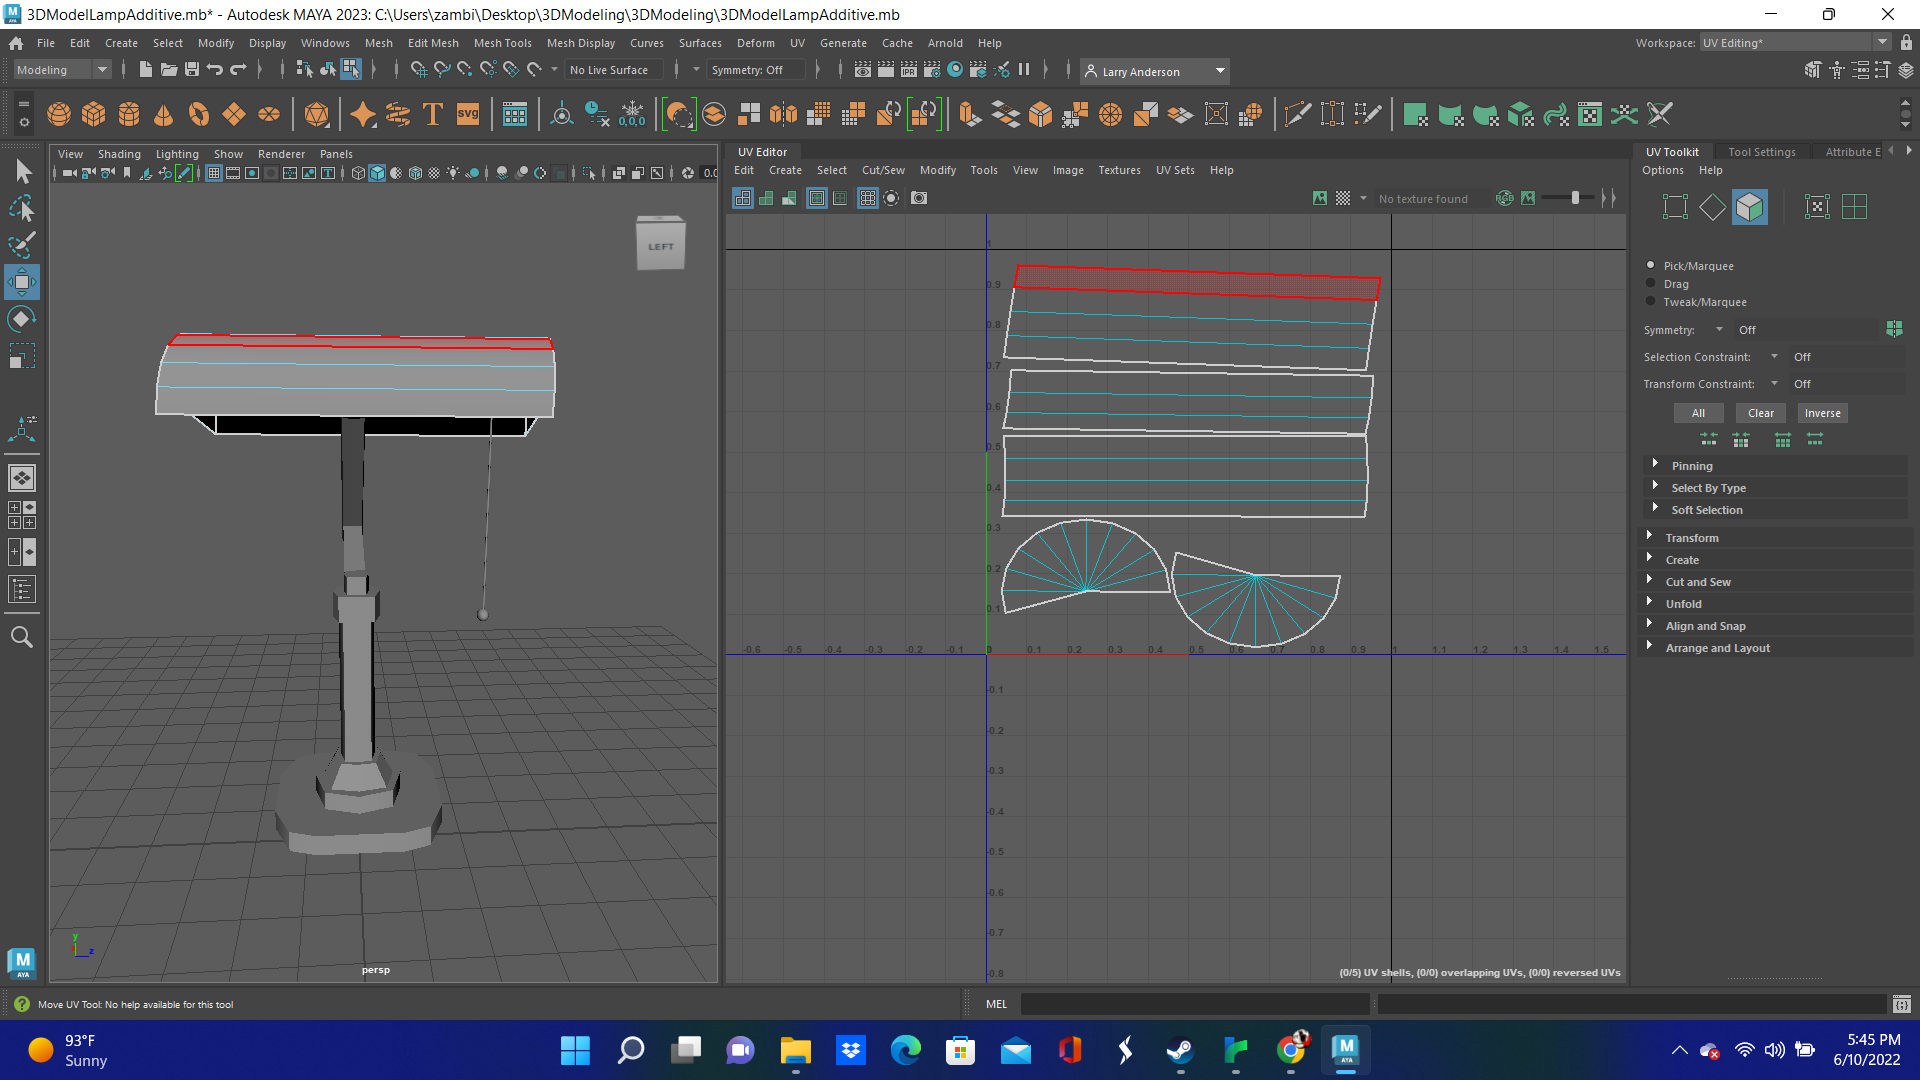 3DModelLampAdditive.mb* - Autodesk MAYA 2023: C:\Users\zambi\Desktop\3DModeling\3DModeling\3DModelLampAdditive.mb
File Edit Create Select Modify Display Windows Mesh Edit Mesh Mesh Tools Mesh Display Curves Surfaces Deform UV Generate Cache Arnold Help
Workspace: UV Editing*
Modeling No Live Surface Symmetry: Off IPR Larry Anderson
T SVG 0,0,0
View Shading Lighting Show Renderer Panels
UV Editor
UV Toolkit Tool Settings Attribute E
Edit Create Select Cut/Sew Modify Tools View Image Textures UV Sets Help
Options Help
0.0
No texture found RGB
LEFT
Pick/Marquee
Drag
Tweak/Marquee
Symmetry: Off
Selection Constraint: Off
Transform Constraint: Off
All Clear Inverse
Pinning
Select By Type
Soft Selection
Transform
Create
Cut and Sew
Unfold
Align and Snap
Arrange and Layout
1
0.9
0.8
0.7
0.6
0.5
0.4
0.3
0.2
0.1
-0.6 -0.5 -0.4 -0.3 -0.2 -0.1 0 0.1 0.2 0.3 0.4 0.5 0.6 0.7 0.8 0.9 1 1.1 1.2 1.3 1.4 1.5
-0.1
-0.2
-0.3
-0.4
-0.5
-0.6
-0.7
-0.8
y
z
persp
(0/5) UV shells, (0/0) overlapping UVs, (0/0) reversed UVs
M
AYA
Move UV Tool: No help available for this tool
MEL
93°F
Sunny
M
AYA
5:45 PM
6/10/2022